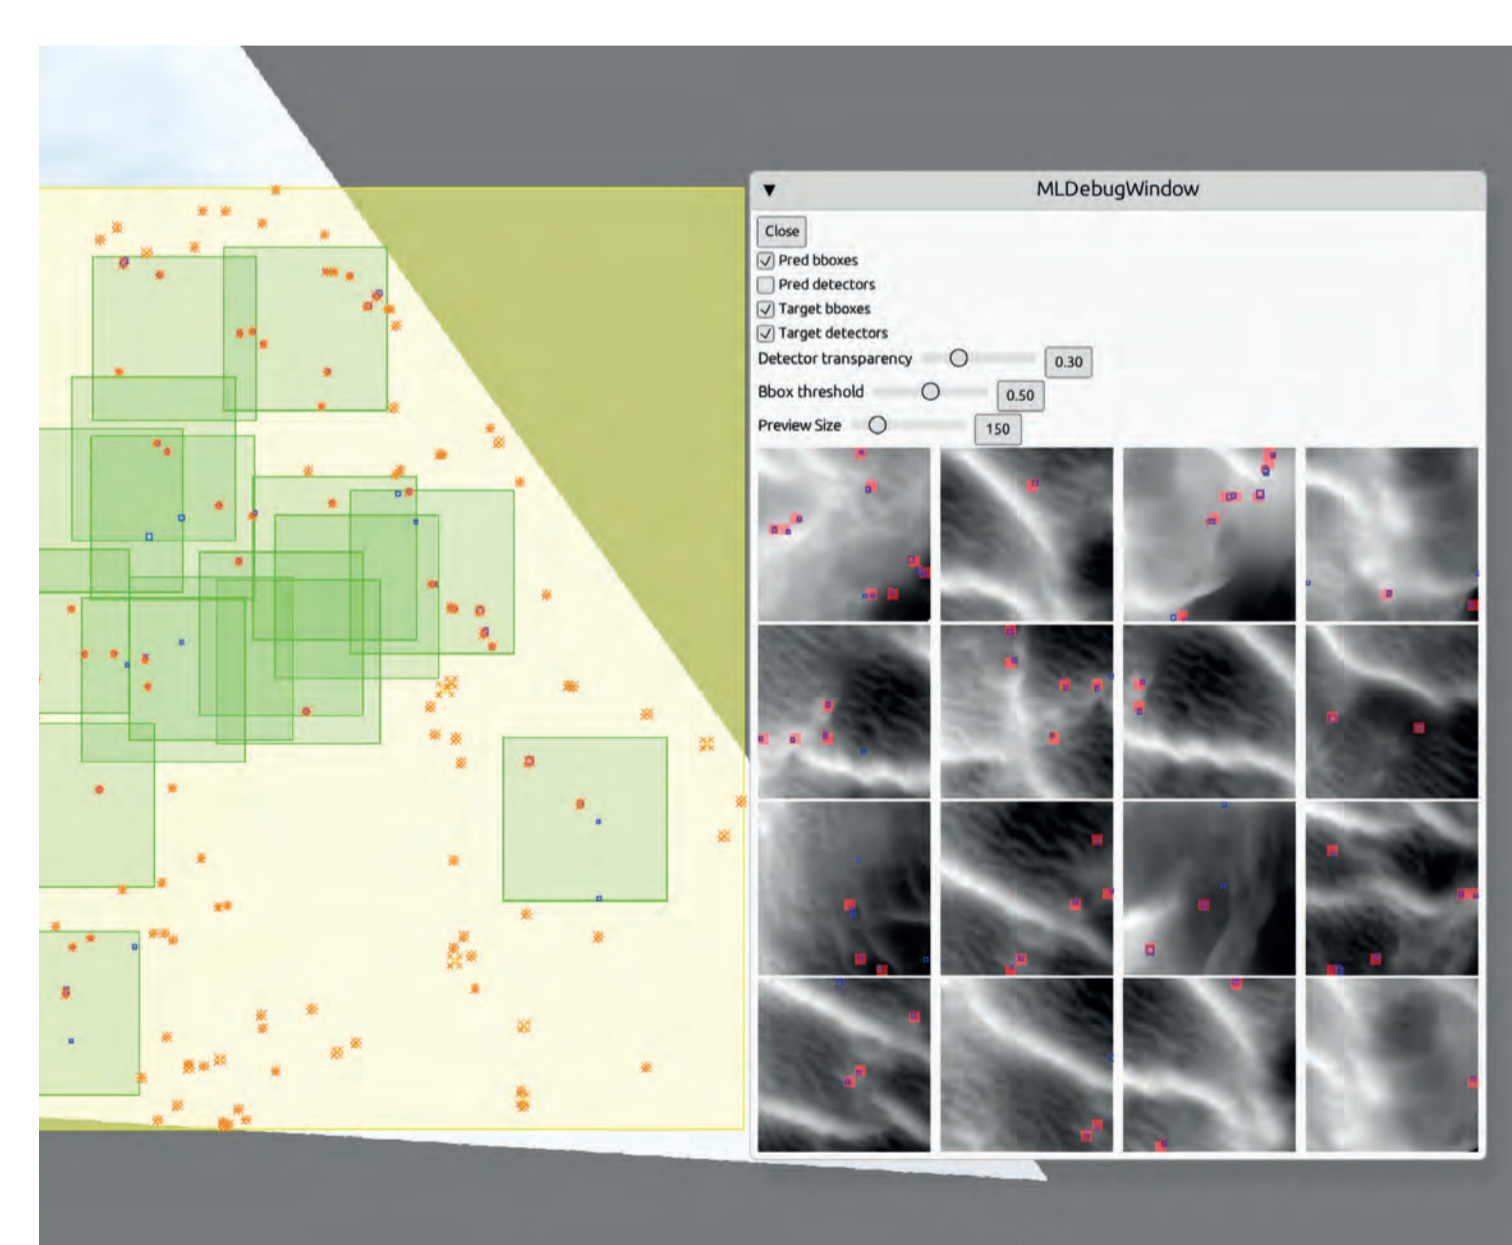 MLDebugWindow
Close
Pred bboxes
Pred detectors
Target bboxes
Target detectors
Detector transparency 0.30
Bbox threshold 0.50
Preview Size 150